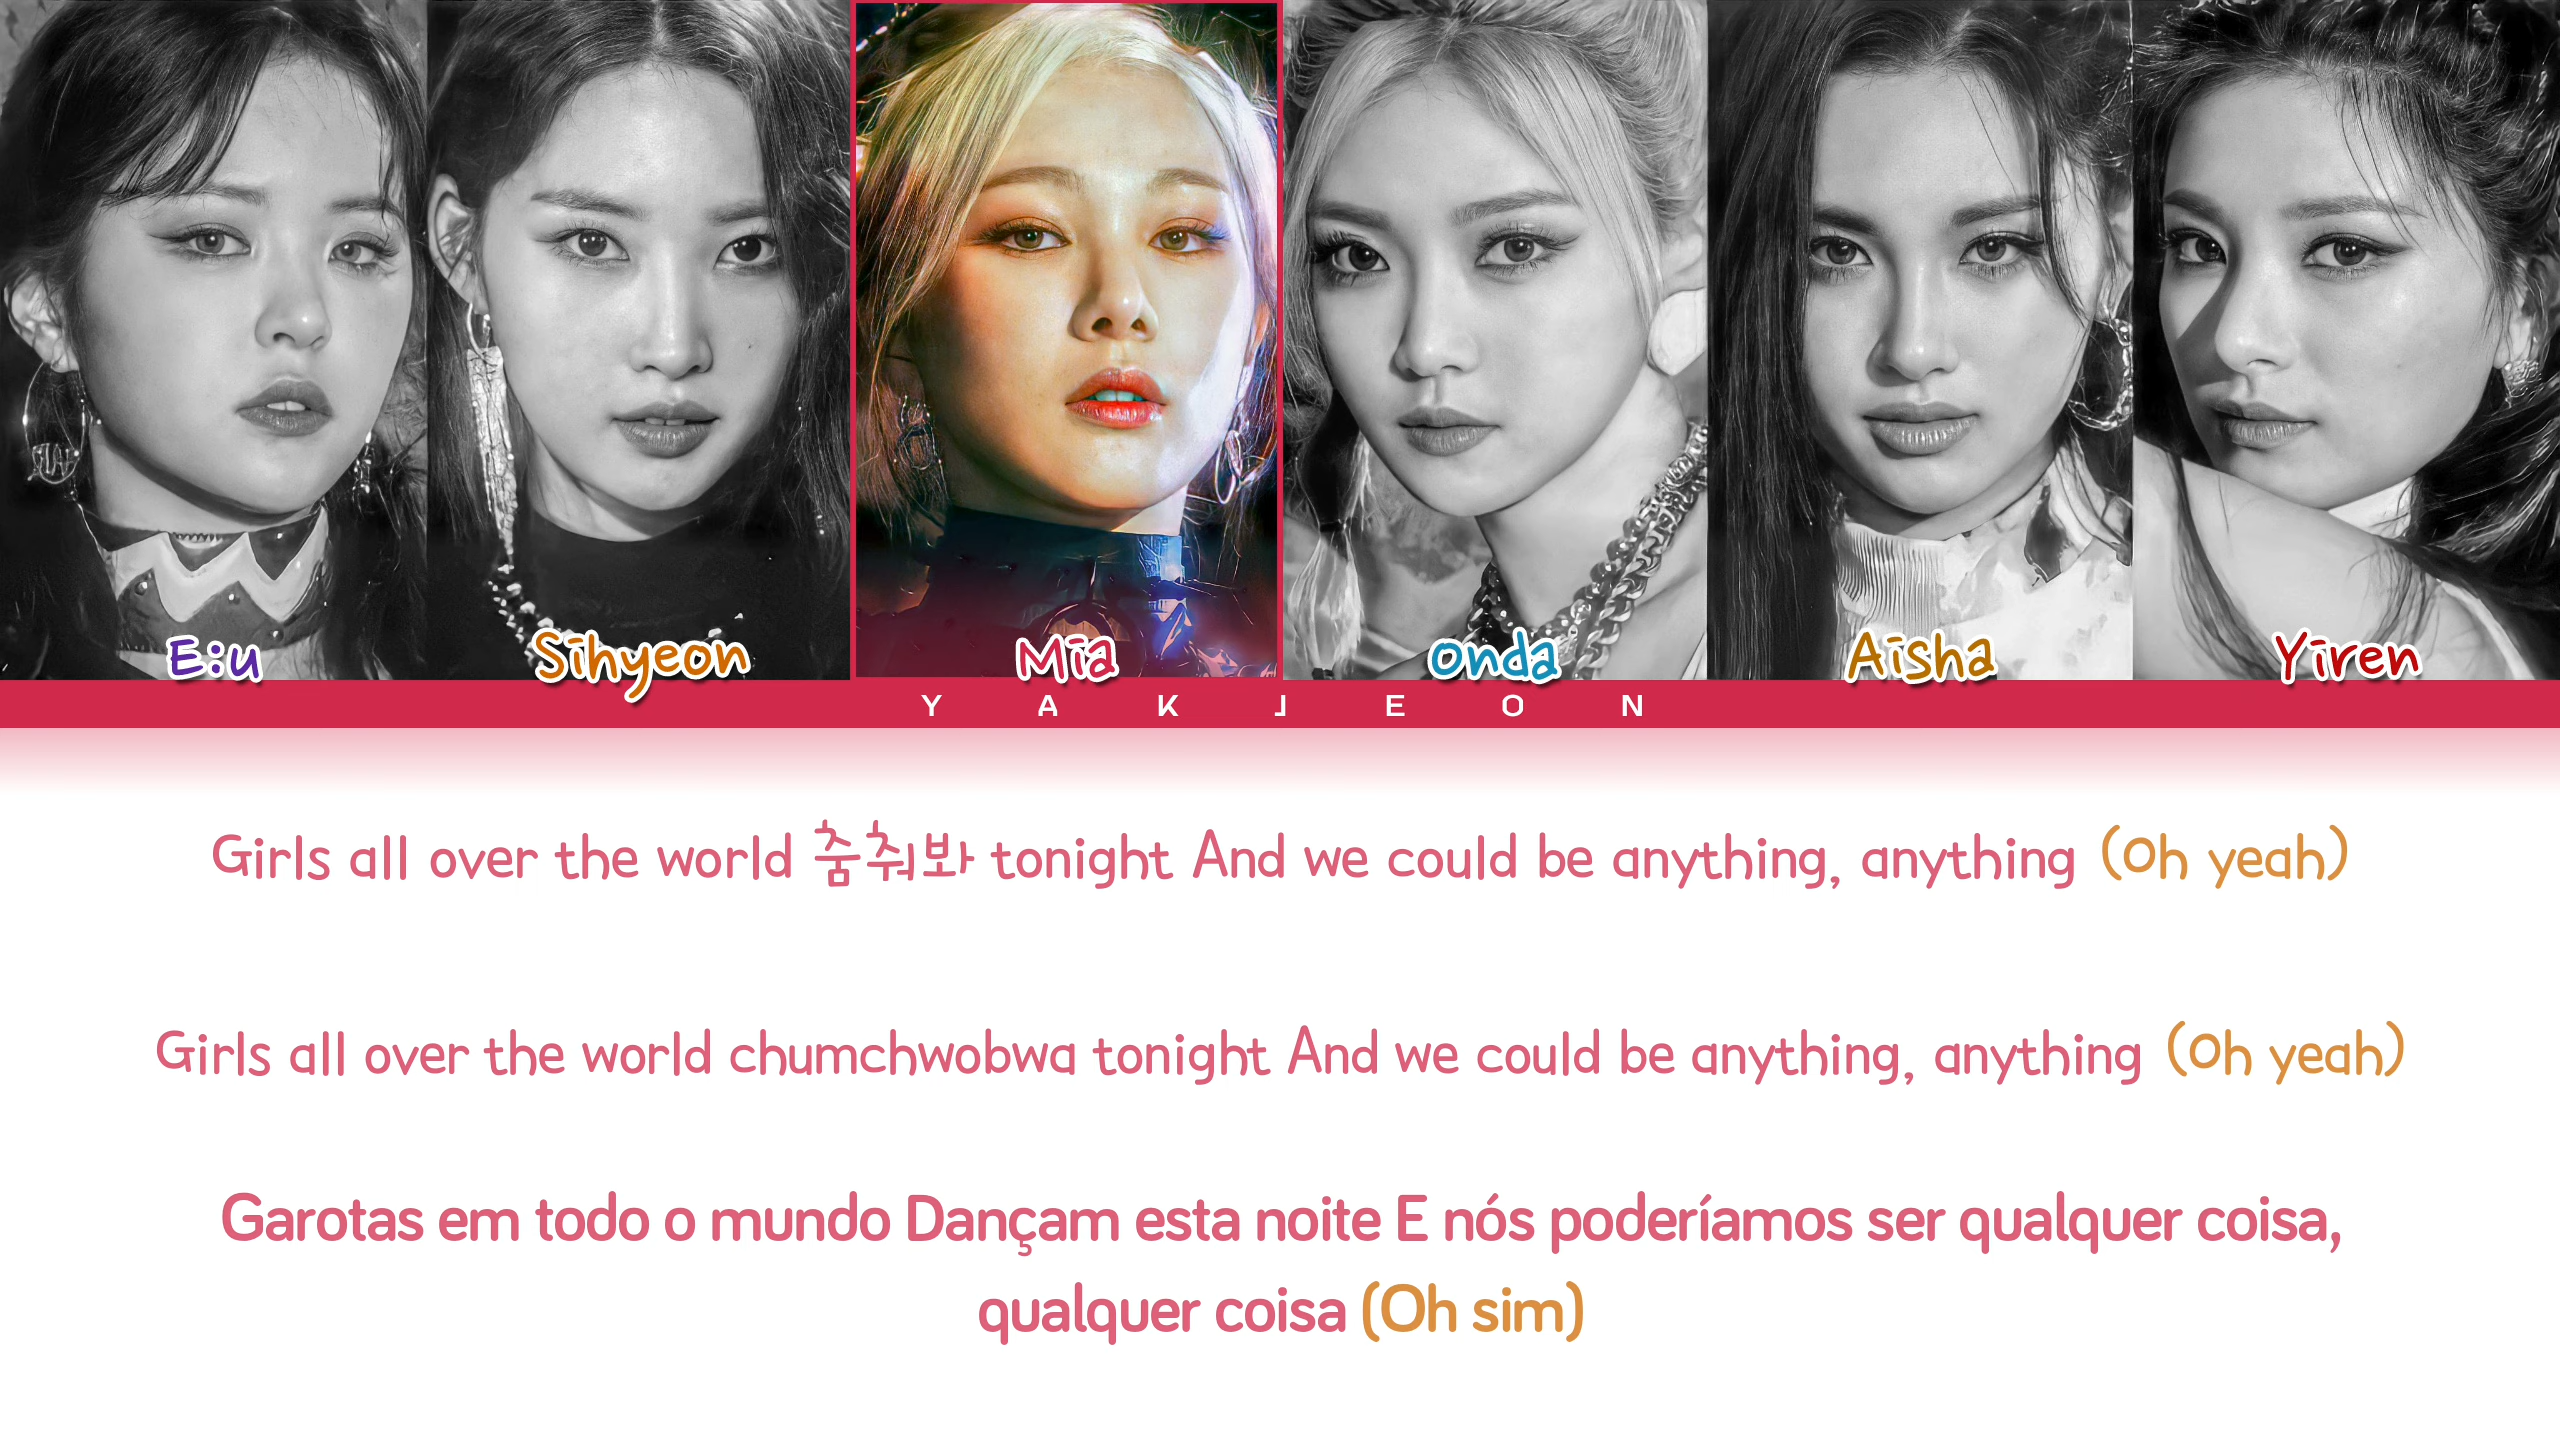 E:u
Sihyeon
Mia
Onda
Aisha
Yiren
YAKJEON
Girls all over the world 춤춰봐 tonight And we could be anything, anything (Oh yeah)
Girls all over the world chumchwobwa tonight And we could be anything, anything (Oh yeah)
Garotas em todo o mundo Dançam esta noite E nós poderíamos ser qualquer coisa,
qualquer coisa (Oh sim)